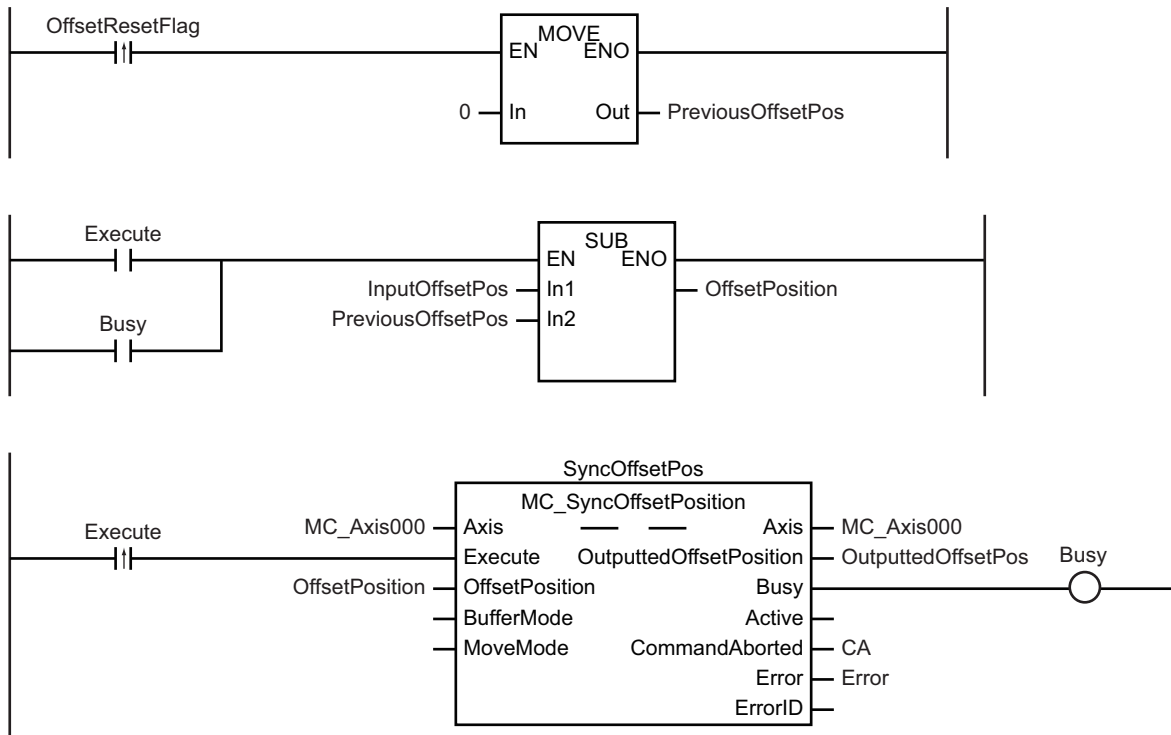 OffsetResetFlag
MOVE
EN ENO
0 In Out PreviousOffsetPos
Execute
SUB
EN ENO
InputOffsetPos In1 OffsetPosition
Busy
PreviousOffsetPos In2
SyncOffsetPos
MC_SyncOffsetPosition
Execute
MC_Axis000 Axis Axis MC_Axis000
Execute OutputtedOffsetPosition OutputtedOffsetPos Busy
OffsetPosition OffsetPosition Busy
BufferMode Active
MoveMode CommandAborted CA
Error Error
ErrorID